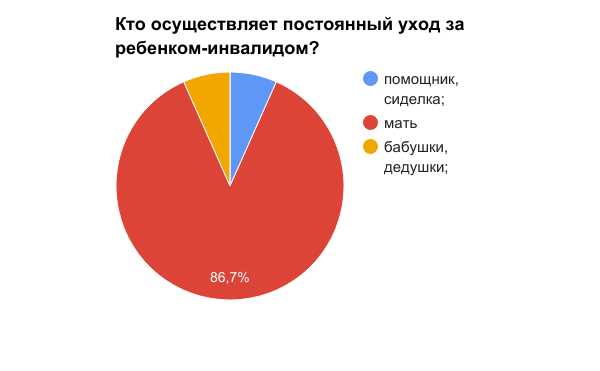 Кто осуществляет постоянный уход за
ребенком-инвалидом?
помощник,
сиделка;
мать
бабушки,
дедушки;
86,7%